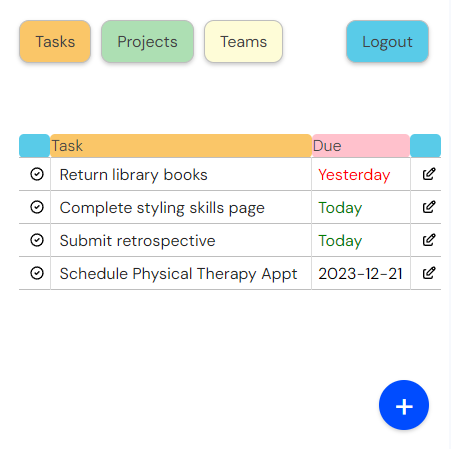 Tasks Projects Teams Logout
Task Due
Return library books Yesterday
Complete styling skills page Today
Submit retrospective Today
Schedule Physical Therapy Appt 2023-12-21
+